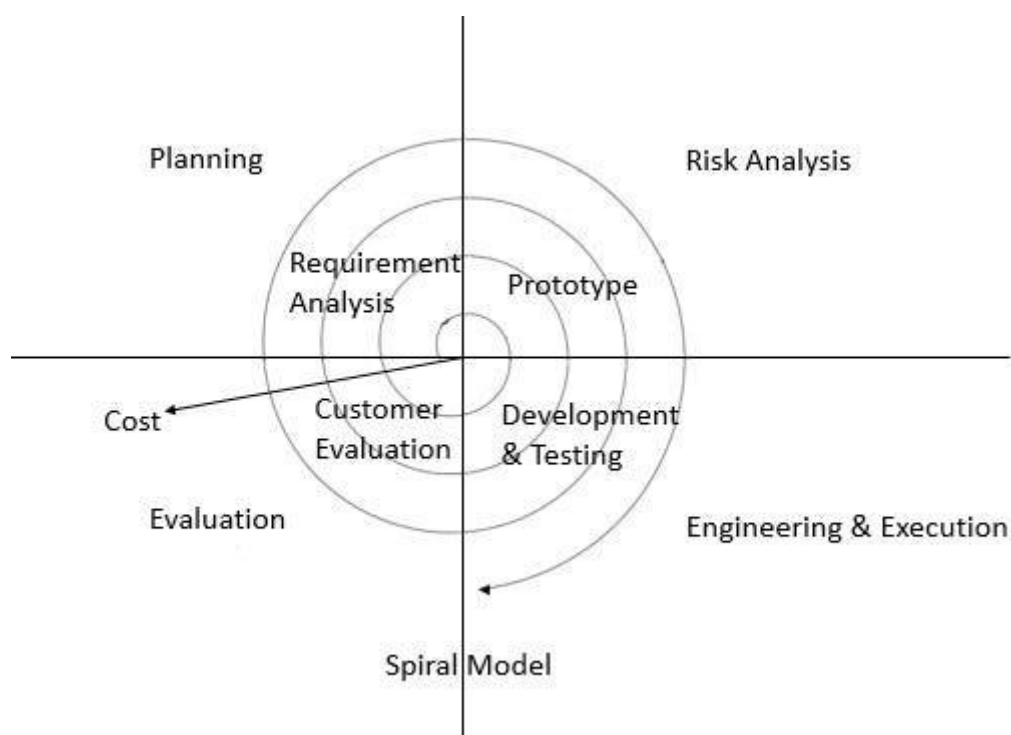 Planning
Risk Analysis
Requirement
Analysis
Prototype
Cost
Customer
Evaluation
Development
& Testing
Evaluation
Engineering & Execution
Spiral Model